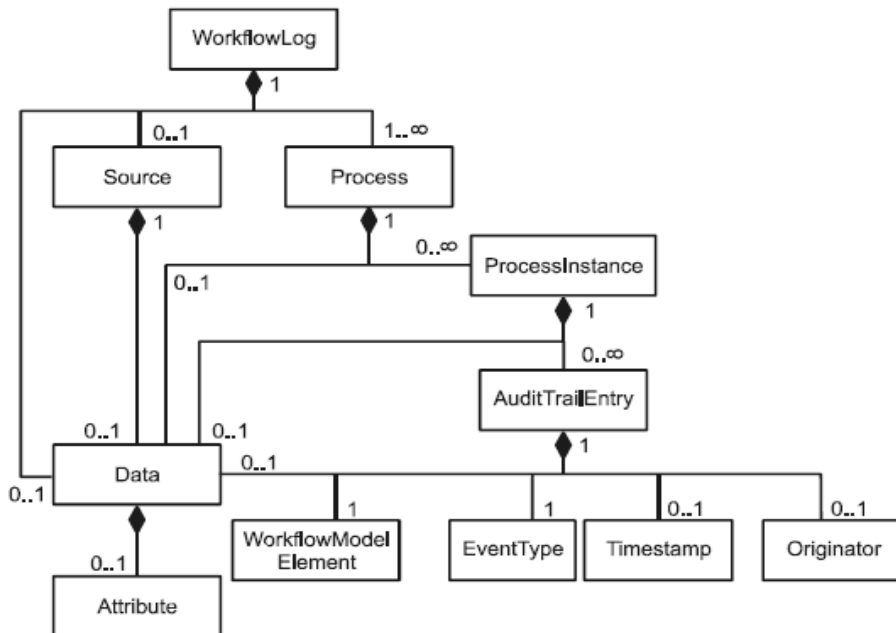 WorkflowLog
1
0..1
1..∞
Source
Process
1
1
0..∞
ProcessInstance
0..1
1
0..∞
AuditTrailEntry
0..1
0..1
1
0..1
Data
0..1
1
1
0..1
0..1
WorkflowModel
Element
EventType
Timestamp
Originator
0..1
Attribute